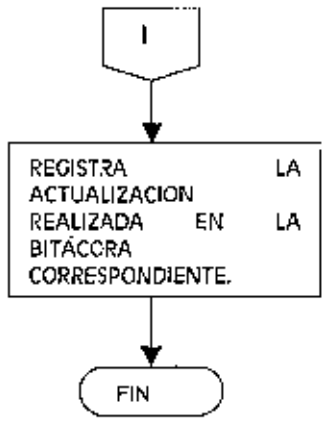 I
REGISTRA LA
ACTUALIZACION
REALIZADA EN LA
BITÁCORA
CORRESPONDIENTE.
FIN